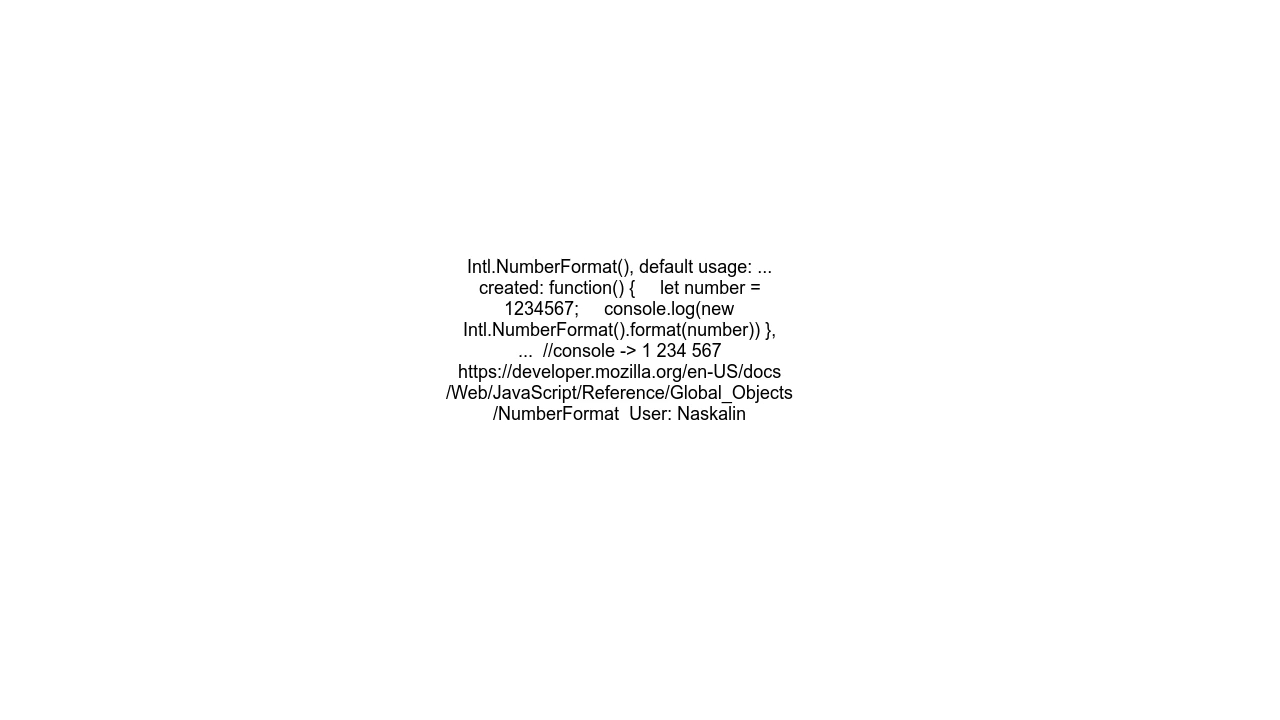 Intl.NumberFormat(), default usage: ...
created: function() {     let number =
1234567;     console.log(new
Intl.NumberFormat().format(number)) },
...  //console -> 1 234 567
https://developer.mozilla.org/en-US/docs
/Web/JavaScript/Reference/Global_Objects
/NumberFormat  User: Naskalin